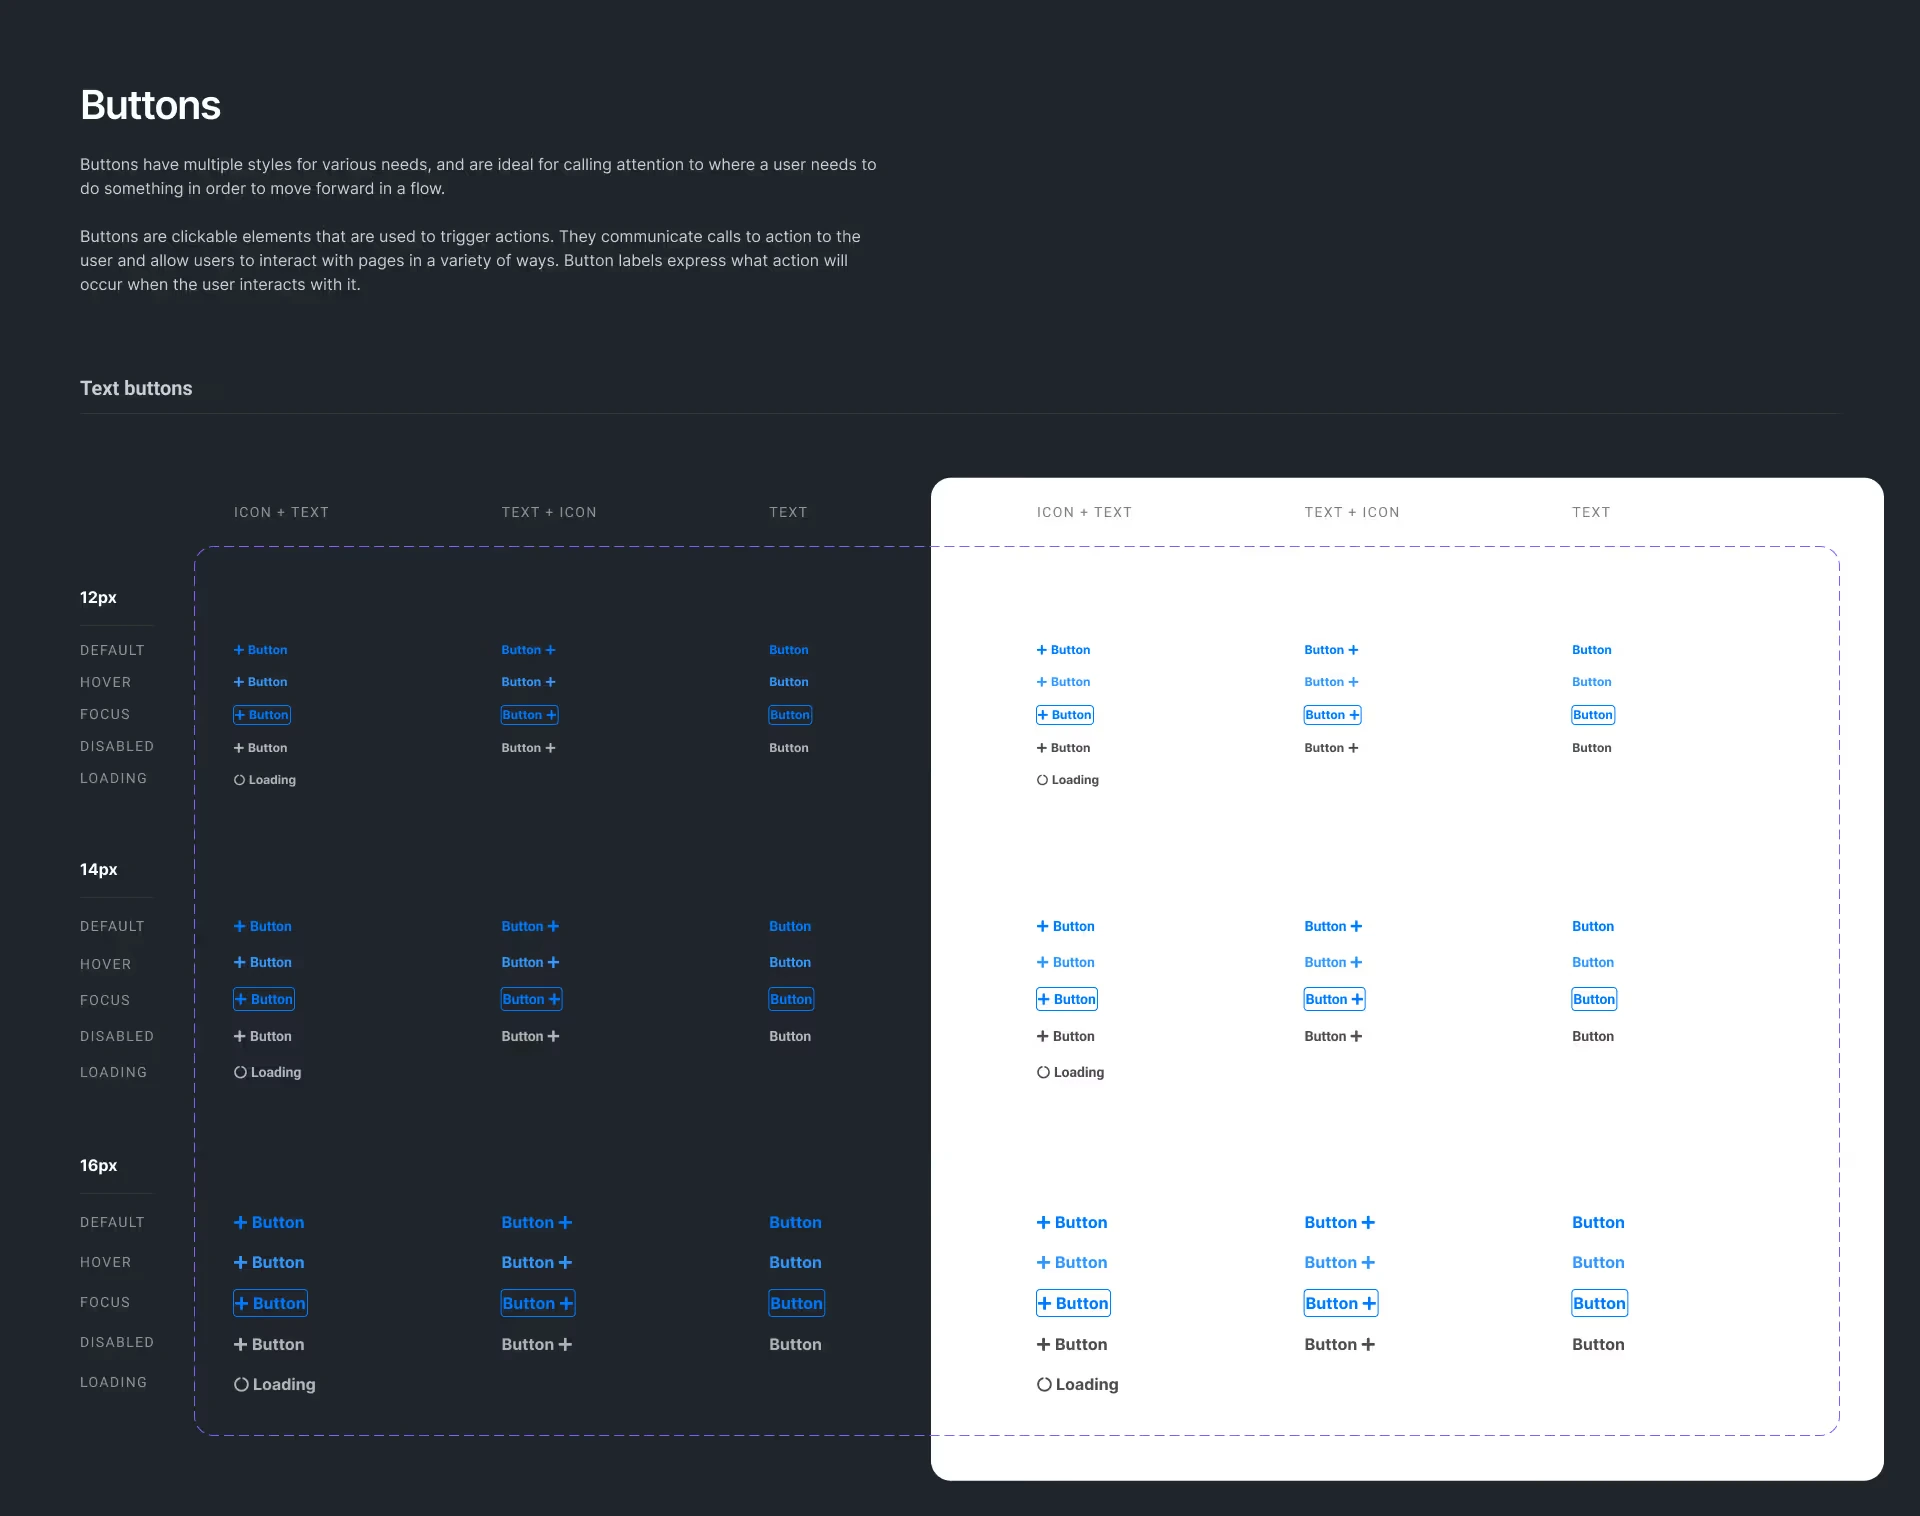 Buttons
Buttons have multiple styles for various needs, and are ideal for calling attention to where a user needs to
do something in order to move forward in a flow.
Buttons are clickable elements that are used to trigger actions. They communicate calls to action to the
user and allow users to interact with pages in a variety of ways. Button labels express what action will
occur when the user interacts with it.
Text buttons
ICON + TEXT TEXT + ICON TEXT ICON + TEXT TEXT + ICON TEXT
12px
DEFAULT + Button Button + Button + Button Button + Button
HOVER + Button Button + Button + Button Button + Button
FOCUS + Button Button + Button + Button Button + Button
DISABLED + Button Button + Button + Button Button + Button
LOADING Loading Loading
14px
DEFAULT + Button Button + Button + Button Button + Button
HOVER + Button Button + Button + Button Button + Button
FOCUS + Button Button + Button + Button Button + Button
DISABLED + Button Button + Button + Button Button + Button
LOADING Loading Loading
16px
DEFAULT + Button Button + Button + Button Button + Button
HOVER + Button Button + Button + Button Button + Button
FOCUS + Button Button + Button + Button Button + Button
DISABLED + Button Button + Button + Button Button + Button
LOADING Loading Loading